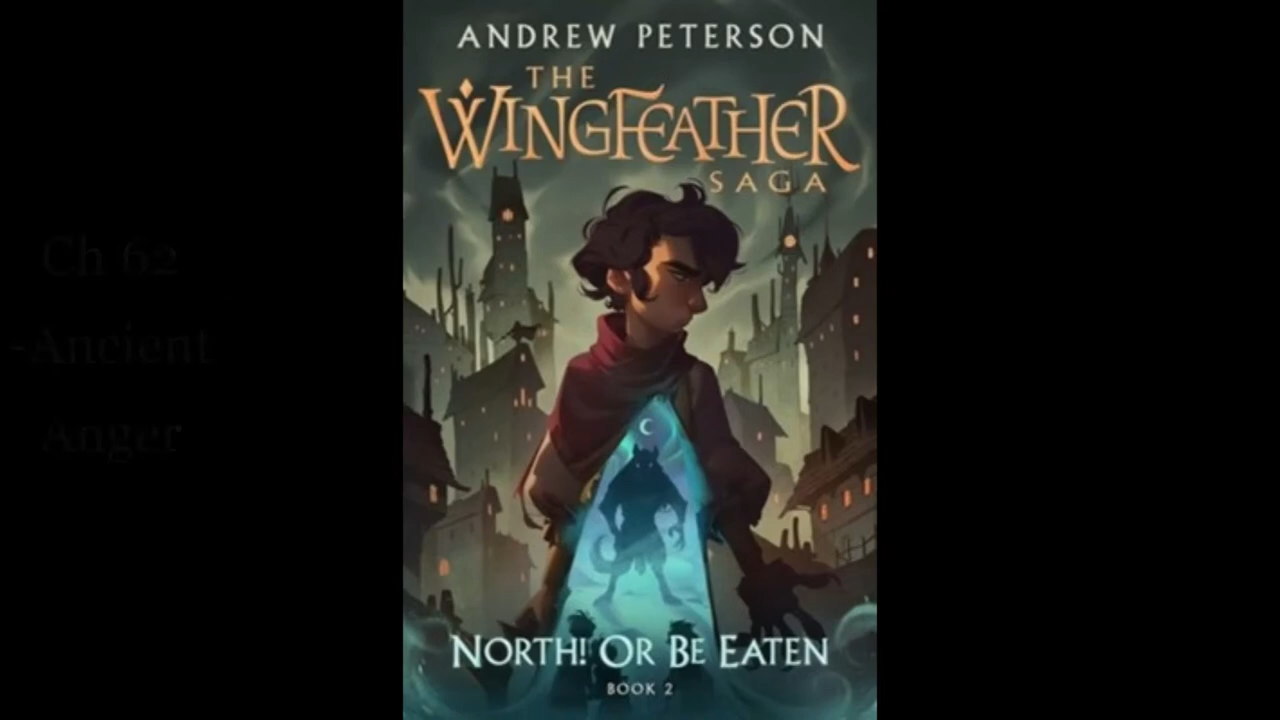 ANDREW PETERSON
THE
WINGFEATHER
SAGA
Ch 62
-Ancient
Anger
NORTH! OR BE EATEN
BOOK 2